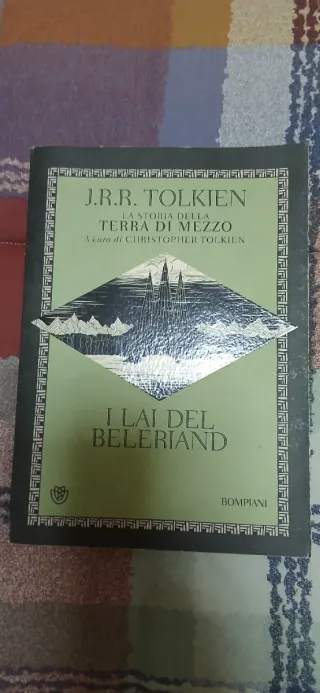 J.R.R. TOLKIEN
LA STORIA DELLA
TERRA DI MEZZO
A cura di CHRISTOPHER TOLKIEN
I LAI DEL
BELERIAND
BOMPIANI